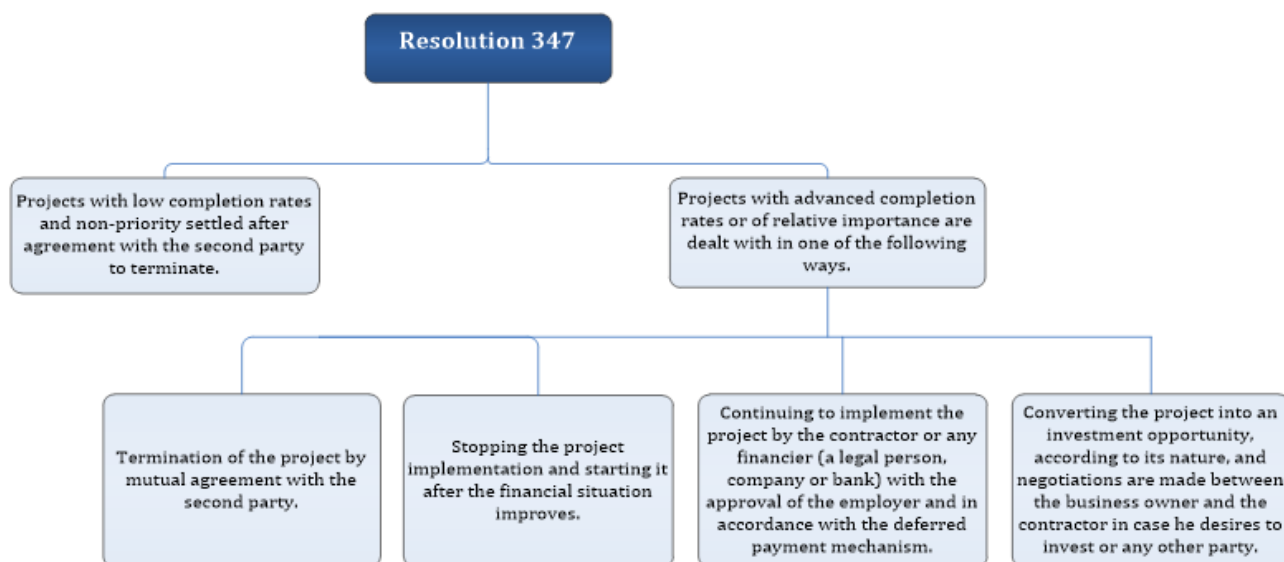 Resolution 347
Projects with low completion rates
and non-priority settled after
agreement with the second party
to terminate.
Projects with advanced completion
rates or of relative importance are
dealt with in one of the following
ways.
Termination of the project by
mutual agreement with the
second party.
Stopping the project
implementation and starting it
after the financial situation
improves.
Continuing to implement the
project by the contractor or any
financier (a legal person,
company or bank) with the
approval of the employer and in
accordance with the deferred
payment mechanism.
Converting the project into an
investment opportunity,
according to its nature, and
negotiations are made between
the business owner and the
contractor in case he desires to
invest or any other party.